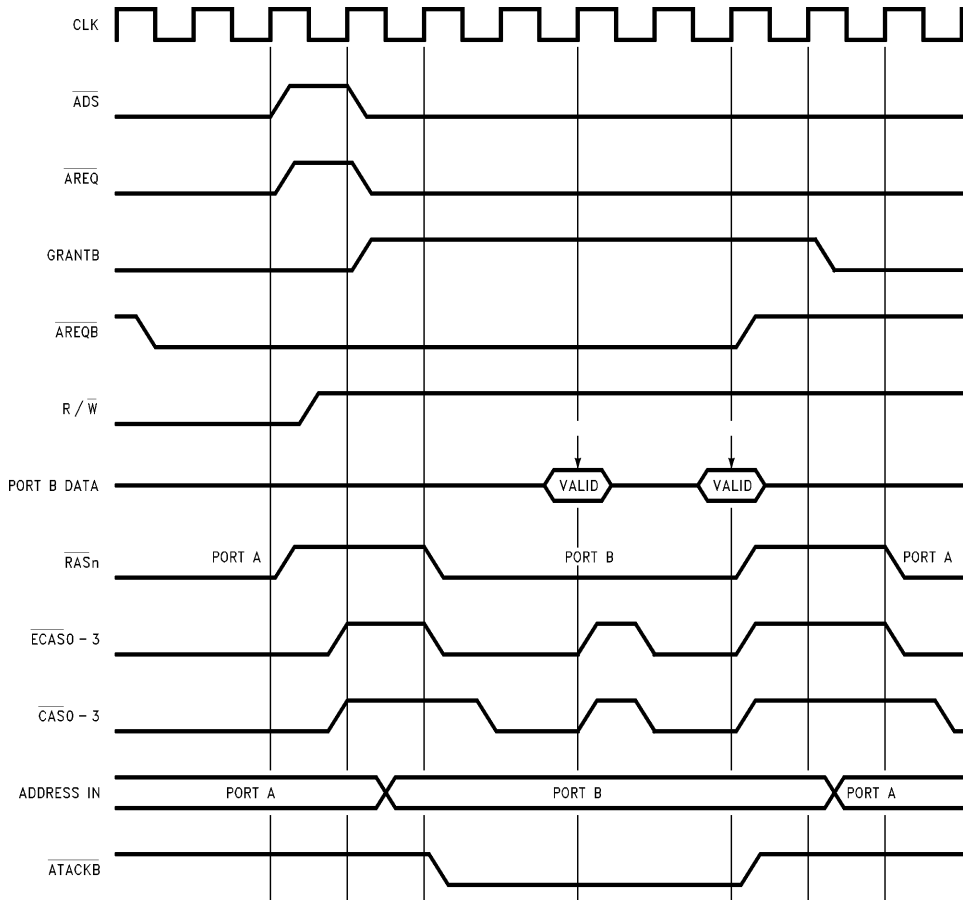 CLK
ADS
AREQ
GRANTB
AREQB
R / W
PORT B DATA VALID VALID
RASn PORT A PORT B PORT A
ECAS0 - 3
CAS0 - 3
ADDRESS IN PORT A PORT B PORT A
ATACKB